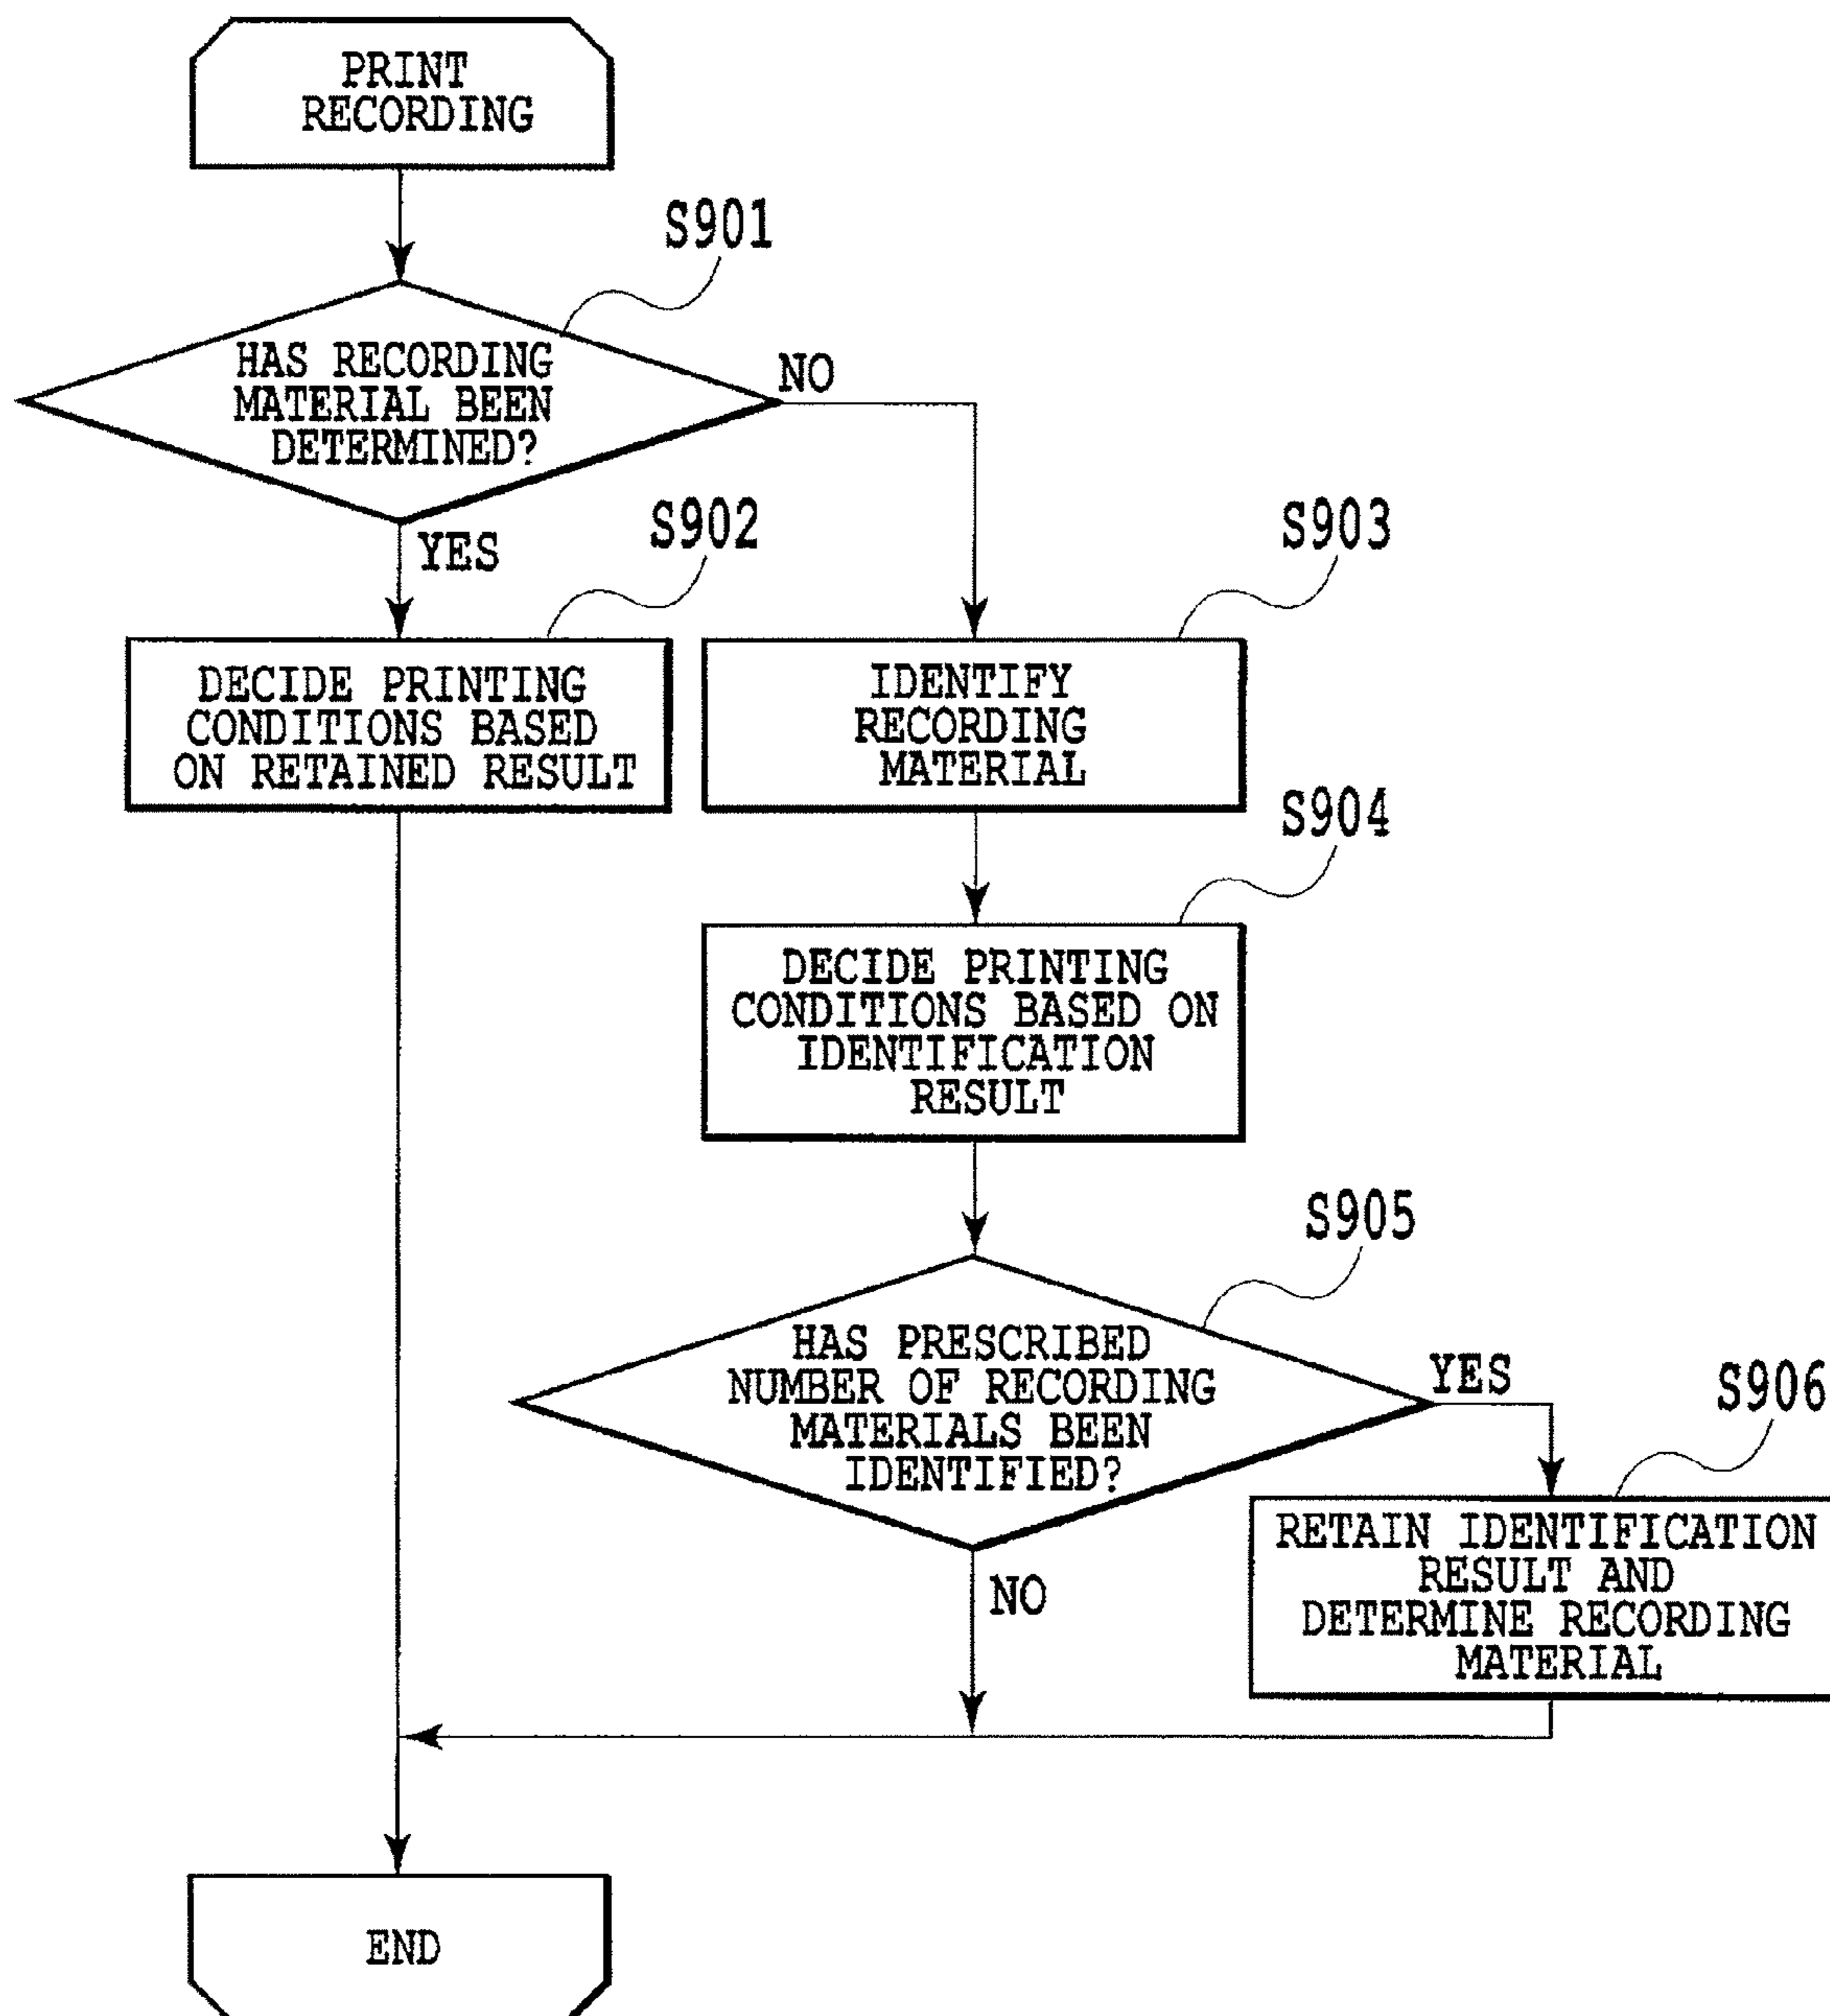 PRINT
RECORDING
S901
HAS RECORDING
MATERIAL BEEN
DETERMINED?
NO
YES
S902
DECIDE PRINTING
CONDITIONS BASED
ON RETAINED RESULT
S903
IDENTIFY
RECORDING
MATERIAL
S904
DECIDE PRINTING
CONDITIONS BASED ON
IDENTIFICATION
RESULT
S905
HAS PRESCRIBED
NUMBER OF RECORDING
MATERIALS BEEN
IDENTIFIED?
YES
NO
S906
RETAIN IDENTIFICATION
RESULT AND
DETERMINE RECORDING
MATERIAL
END